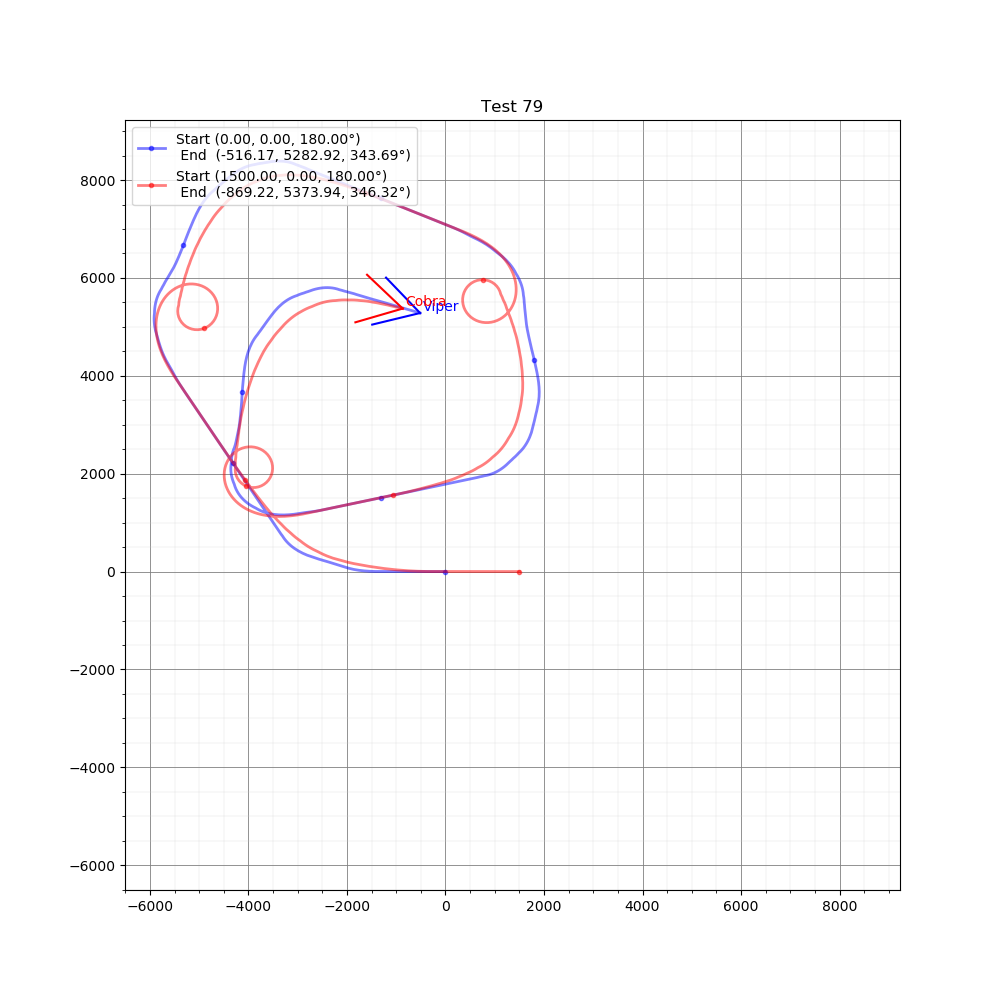 Test 79
Start (0.00, 0.00, 180.00°)
End  (-516.17, 5282.92, 343.69°)
Start (1500.00, 0.00, 180.00°)
End  (-869.22, 5373.94, 346.32°)
8000
6000
4000
2000
0
−2000
−4000
−6000
Cobra
Viper
−6000 −4000 −2000 0 2000 4000 6000 8000